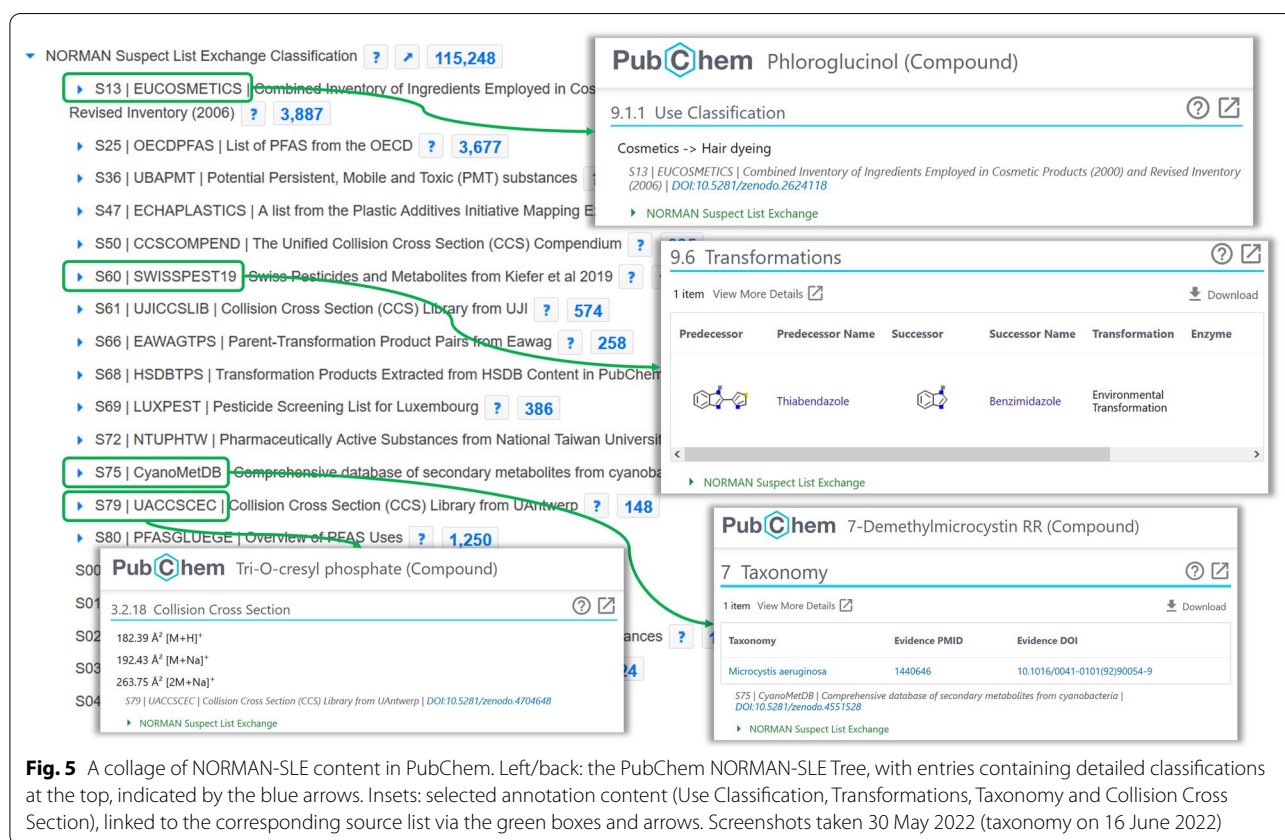 NORMAN Suspect List Exchange Classification ? 115,248
S13 | EUCOSMETICS | Combined Inventory of Ingredients Employed in Cos
Revised Inventory (2006) ? 3,887
S25 | OECDPFAS | List of PFAS from the OECD ? 3,677
S36 | UBAPMT | Potential Persistent, Mobile and Toxic (PMT) substances
S47 | ECHAPLASTICS | A list from the Plastic Additives Initiative Mapping E
S50 | CCSCOMPEND | The Unified Collision Cross Section (CCS) Compendium ?
S60 | SWISSPEST19 | Swiss Pesticides and Metabolites from Kiefer et al 2019 ?
S61 | UJICCSLIB | Collision Cross Section (CCS) Library from UJI ? 574
S66 | EAWAGTPS | Parent-Transformation Product Pairs from Eawag ? 258
S68 | HSDBTPS | Transformation Products Extracted from HSDB Content in PubChem
S69 | LUXPEST | Pesticide Screening List for Luxembourg ? 386
S72 | NTUPHTW | Pharmaceutically Active Substances from National Taiwan Universit
S75 | CyanoMetDB | Comprehensive database of secondary metabolites from cyanoba
S79 | UACCSCEC | Collision Cross Section (CCS) Library from UAntwerp ? 148
S80 | PFASGLUEGE | Overview of PFAS Uses ? 1,250
S00
S01
S02 ances ? 1
S03 24
S04
PubChem Phloroglucinol (Compound)
9.1.1 Use Classification ?
Cosmetics -> Hair dyeing
S13 | EUCOSMETICS | Combined Inventory of Ingredients Employed in Cosmetic Products (2000) and Revised Inventory
(2006) | DOI:10.5281/zenodo.2624118
NORMAN Suspect List Exchange
9.6 Transformations ?
1 item View More Details Download
Predecessor Predecessor Name Successor Successor Name Transformation Enzyme
Thiabendazole Benzimidazole Environmental
Transformation
NORMAN Suspect List Exchange
PubChem 7-Demethylmicrocystin RR (Compound)
7 Taxonomy ?
1 item View More Details Download
Taxonomy Evidence PMID Evidence DOI
Microcystis aeruginosa 1440646 10.1016/0041-0101(92)90054-9
S75 | CyanoMetDB | Comprehensive database of secondary metabolites from cyanobacteria |
DOI:10.5281/zenodo.4551528
NORMAN Suspect List Exchange
PubChem Tri-O-cresyl phosphate (Compound)
3.2.18 Collision Cross Section ?
182.39 Å² [M+H]⁺
192.43 Å² [M+Na]⁺
263.75 Å² [2M+Na]⁺
S79 | UACCSCEC | Collision Cross Section (CCS) Library from UAntwerp | DOI:10.5281/zenodo.4704648
NORMAN Suspect List Exchange
Fig. 5 A collage of NORMAN-SLE content in PubChem. Left/back: the PubChem NORMAN-SLE Tree, with entries containing detailed classifications
at the top, indicated by the blue arrows. Insets: selected annotation content (Use Classification, Transformations, Taxonomy and Collision Cross
Section), linked to the corresponding source list via the green boxes and arrows. Screenshots taken 30 May 2022 (taxonomy on 16 June 2022)